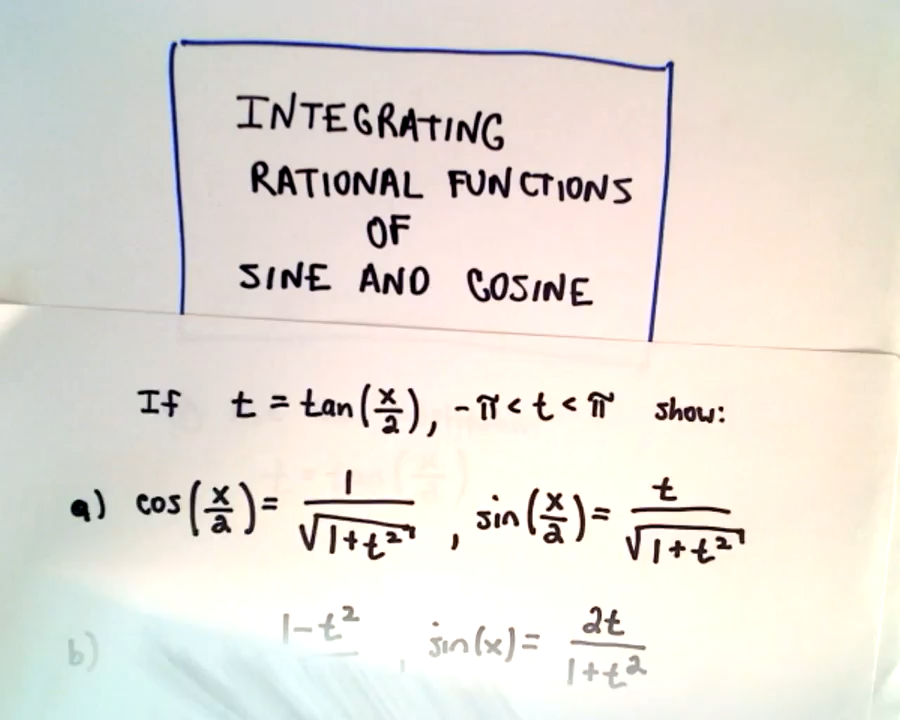 INTEGRATING
RATIONAL FUNCTIONS
OF
SINE AND COSINE
If t = tan(x/2), -π < t < π show:
a) cos(x/2) = 1/√(1+t²) , sin(x/2) = t/√(1+t²)
b) 1-t² , sin(x) = 2t/(1+t²)